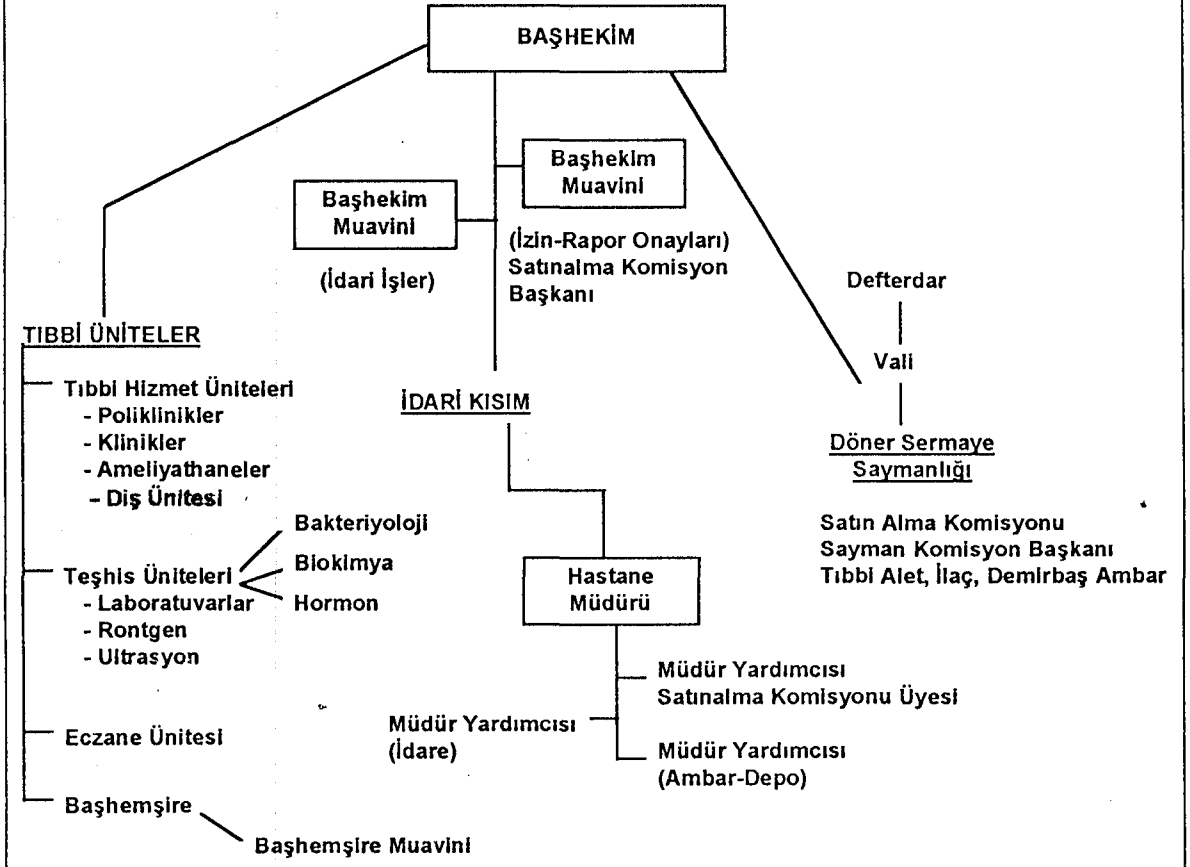 BAŞHEKİM
Başhekim
Muavini
(İzin-Rapor Onayları)
Satınalma Komisyon
Başkanı
Başhekim
Muavini
(İdari İşler)
TIBBİ ÜNİTELER
Tıbbi Hizmet Üniteleri
- Poliklinikler
- Klinikler
- Ameliyathaneler
- Diş Ünitesi
Teşhis Üniteleri
- Laboratuvarlar
- Rontgen
- Ultrasyon
Bakteriyoloji
Biokimya
Hormon
Eczane Ünitesi
Başhemşire
Başhemşire Muavini
İDARİ KISIM
Hastane
Müdürü
Müdür Yardımcısı
Satınalma Komisyonu Üyesi
Müdür Yardımcısı
(İdare)
Müdür Yardımcısı
(Ambar-Depo)
Defterdar
Vali
Döner Sermaye
Saymanlığı
Satın Alma Komisyonu
Sayman Komisyon Başkanı
Tıbbi Alet, İlaç, Demirbaş Ambar